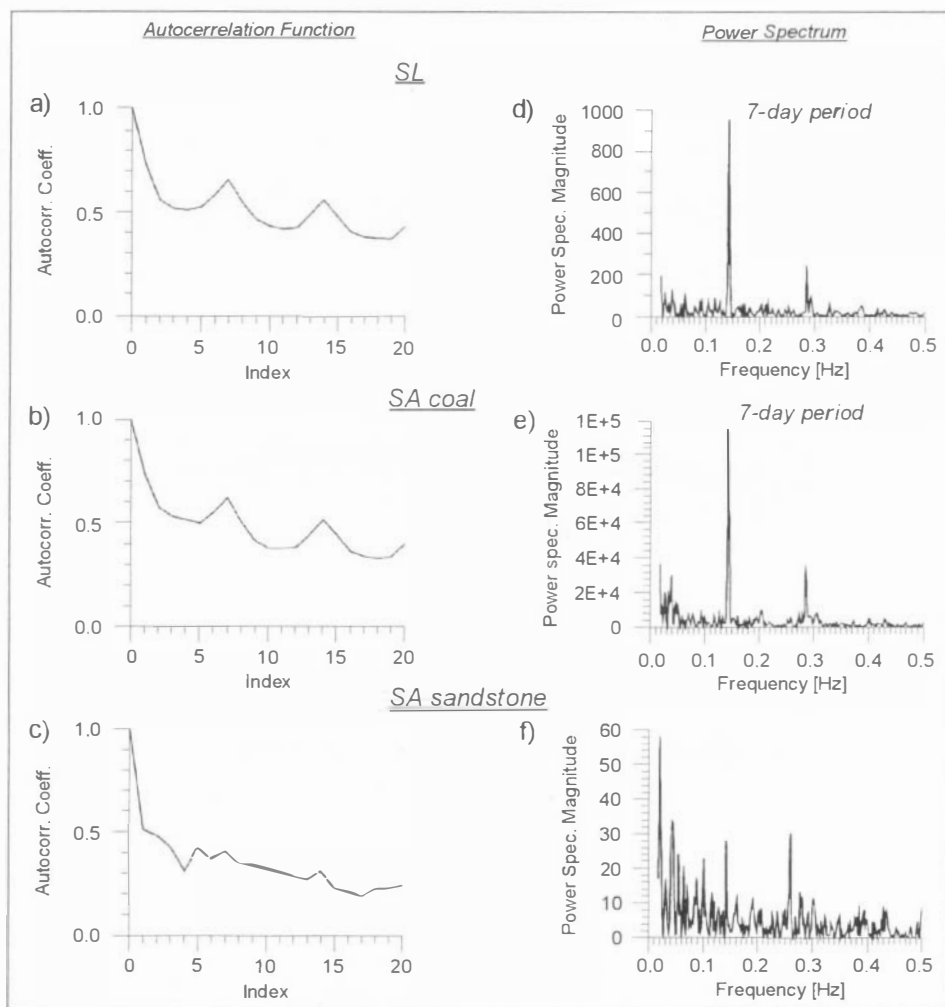 Autocerrelation Function
Power Spectrum
SL
a)
1.0
0.5
0.0
Autocorr. Coeff.
0 5 10 15 20
Index
d)
7-day period
1000
800
600
400
200
0
Power Spec. Magnitude
0.0 0.1 0.2 0.3 0.4 0.5
Frequency [Hz]
SA coal
b)
1.0
0.5
0.0
Autocorr. Coeff.
0 5 10 15 20
Index
e)
7-day period
1E+5
1E+5
8E+4
6E+4
4E+4
2E+4
0
Power spec. Magnitude
0.0 0.1 0.2 0.3 0.4 0.5
Frequency [Hz]
SA sandstone
c)
1.0
0.5
0.0
Autocorr. Coeff.
0 5 10 15 20
Index
f)
60
50
40
30
20
10
0
Power Spec. Magnitude
0.0 0.1 0.2 0.3 0.4 0.5
Frequency [Hz]